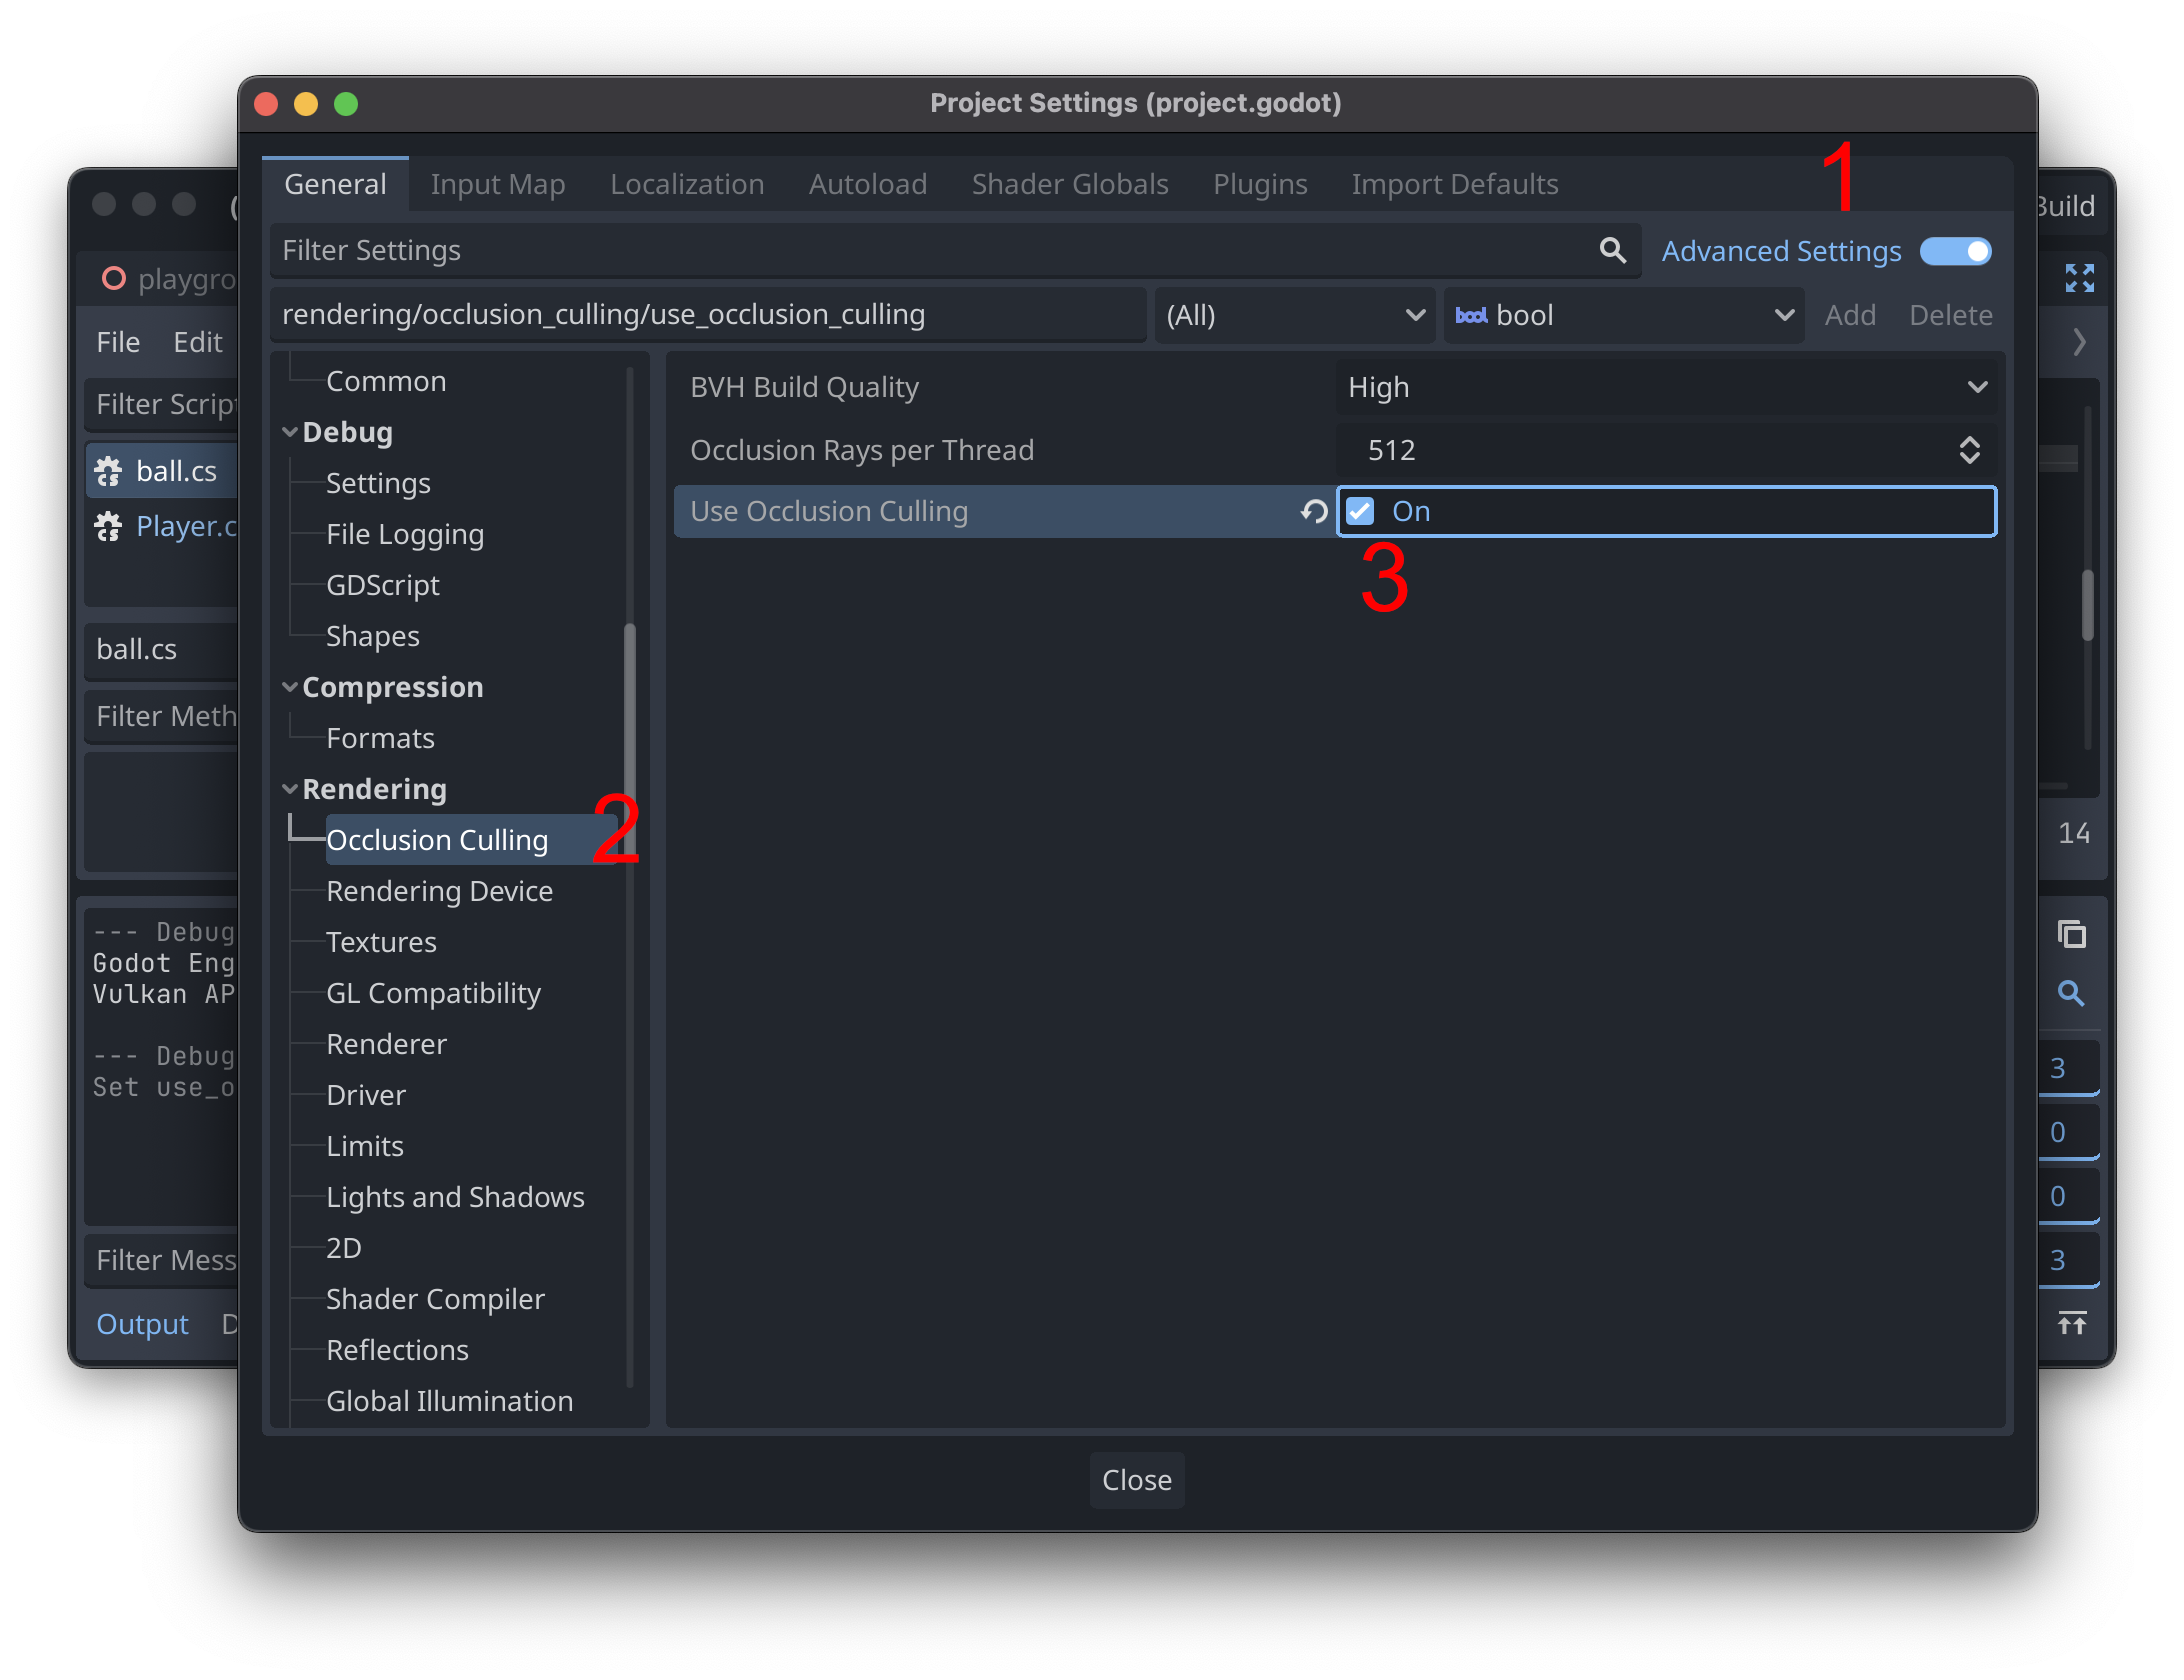 Project Settings (project.godot)
1
General Input Map Localization Autoload Shader Globals Plugins Import Defaults
Build
Filter Settings Advanced Settings
rendering/occlusion_culling/use_occlusion_culling (All) bool bool Add Delete
Common
Debug
Settings
File Logging
GDScript
Shapes
Compression
Formats
Rendering
Occlusion Culling
2
Rendering Device
Textures
GL Compatibility
Renderer
Driver
Limits
Lights and Shadows
2D
Shader Compiler
Reflections
Global Illumination
BVH Build Quality High
Occlusion Rays per Thread 512
Use Occlusion Culling On
3
Close
(
playgro
File Edit
Filter Script
ball.cs
Player.c
ball.cs
Filter Meth
14
--- Debug
Godot Eng
Vulkan AP
--- Debug
Set use_o
Filter Mess
Output D
3
0
0
3